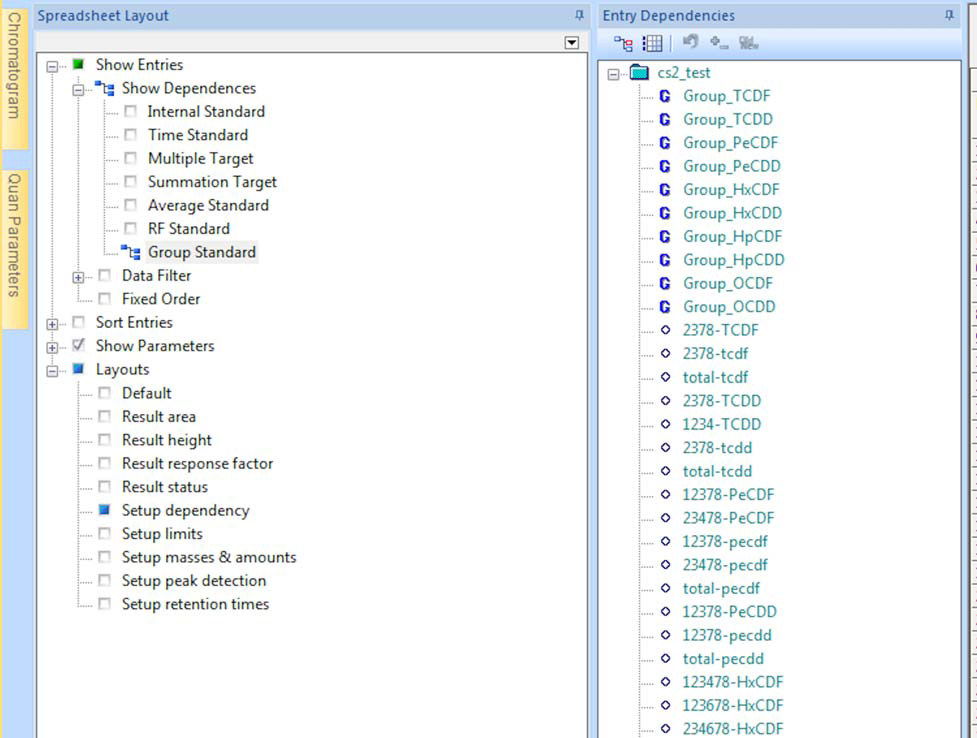 Chromatogram
Quan Parameters
Spreadsheet Layout
Show Entries
Show Dependences
Internal Standard
Time Standard
Multiple Target
Summation Target
Average Standard
RF Standard
Group Standard
Data Filter
Fixed Order
Sort Entries
Show Parameters
Layouts
Default
Result area
Result height
Result response factor
Result status
Setup dependency
Setup limits
Setup masses & amounts
Setup peak detection
Setup retention times
Entry Dependencies
cs2_test
G Group_TCDF
G Group_TCDD
G Group_PeCDF
G Group_PeCDD
G Group_HxCDF
G Group_HxCDD
G Group_HpCDF
G Group_HpCDD
G Group_OCDF
G Group_OCDD
2378-TCDF
2378-tcdf
total-tcdf
2378-TCDD
1234-TCDD
2378-tcdd
total-tcdd
12378-PeCDF
23478-PeCDF
12378-pecdf
23478-pecdf
total-pecdf
12378-PeCDD
12378-pecdd
total-pecdd
123478-HxCDF
123678-HxCDF
234678-HxCDF